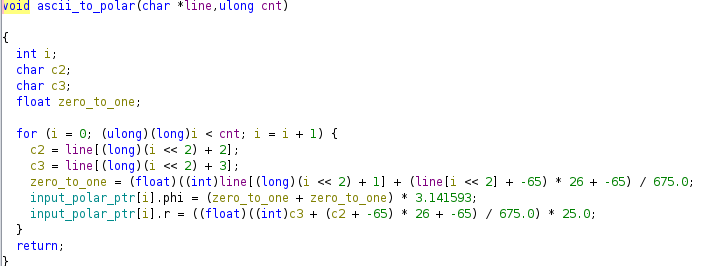 void ascii_to_polar(char *line,ulong cnt)
{
int i;
char c2;
char c3;
float zero_to_one;
for (i = 0; (ulong)(long)i < cnt; i = i + 1) {
c2 = line[(long)(i << 2) + 2];
c3 = line[(long)(i << 2) + 3];
zero_to_one = (float)((int)line[(long)(i << 2) + 1] + (line[i << 2] + -65) * 26 + -65) / 675.0;
input_polar_ptr[i].phi = (zero_to_one + zero_to_one) * 3.141593;
input_polar_ptr[i].r = ((float)((int)c3 + (c2 + -65) * 26 + -65) / 675.0) * 25.0;
}
return;
}